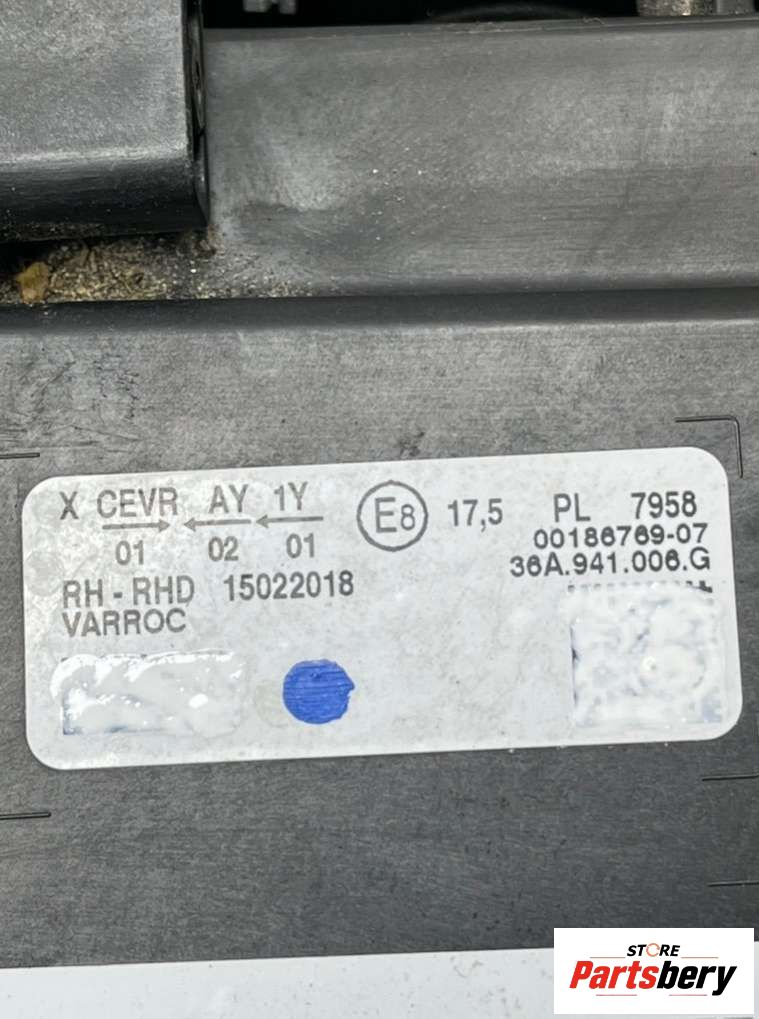 X CEVR AY 1Y E8 17,5 PL 7958
01 02 01 00186769-07
36A.941.006.G
RH - RHD 15022018
VARROC
STORE
Partsbery